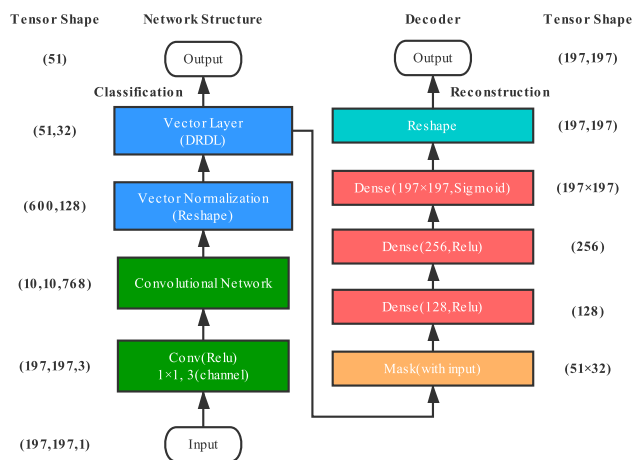 Tensor Shape Network Structure Decoder Tensor Shape
(51) Output Output (197,197)
Classification Reconstruction
(51,32) Vector Layer
(DRDL)
Reshape (197,197)
(600,128) Vector Normalization
(Reshape)
Dense(197×197,Sigmoid) (197×197)
Dense(256,Relu) (256)
(10,10,768) Convolutional Network
Dense(128,Relu) (128)
(197,197,3) Conv(Relu)
1×1, 3(channel)
Mask(with input) (51×32)
(197,197,1) Input